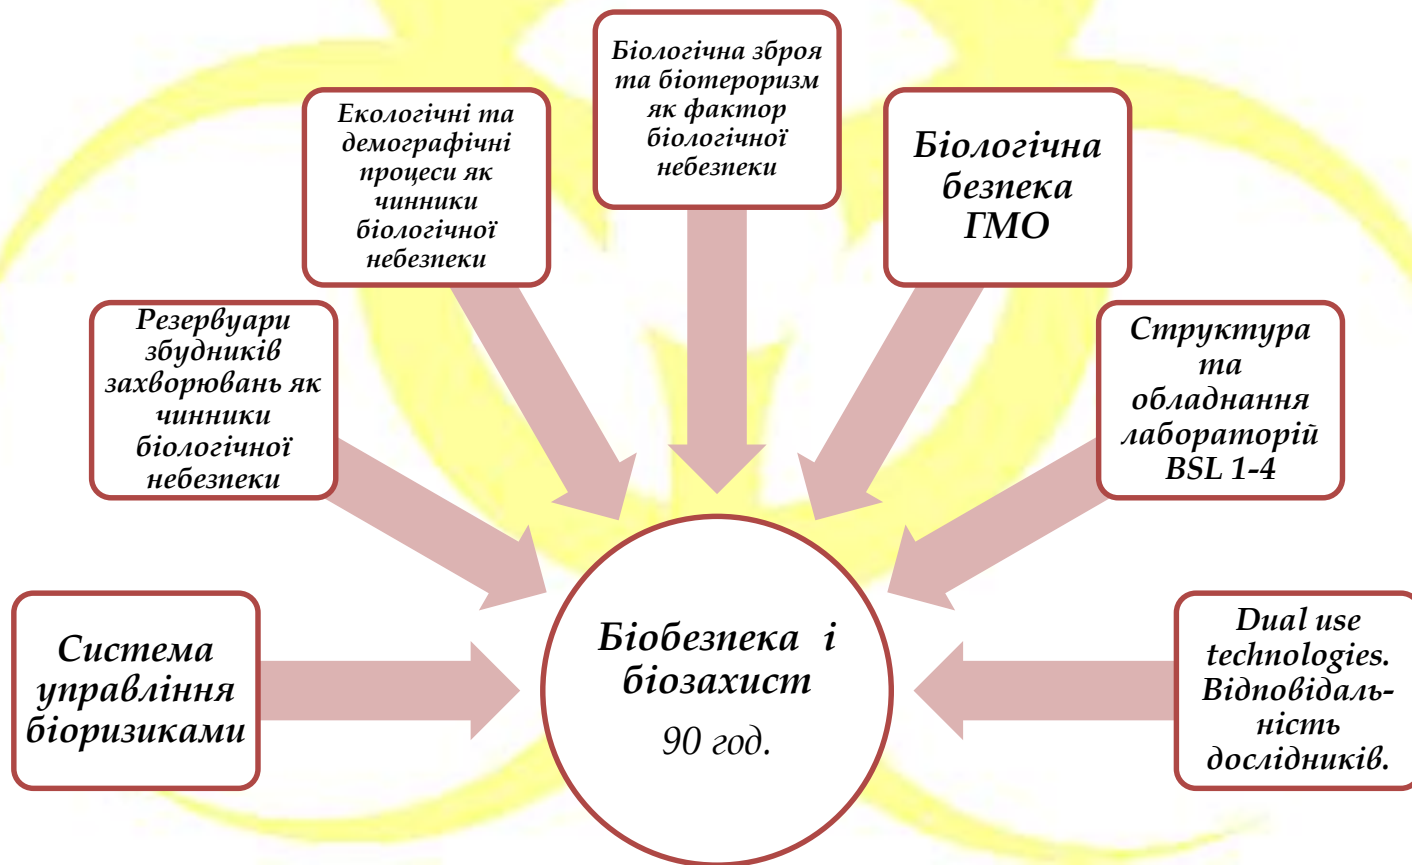 Біологічна зброя
та біотероризм
як фактор
біологічної
небезпеки
Екологічні та
демографічні
процеси як
чинники
біологічної
небезпеки
Біологічна
безпека
ГМО
Резервуари
збудників
захворювань як
чинники
біологічної
небезпеки
Структура
та
обладнання
лабораторій
BSL 1-4
Система
управління
біоризиками
Біобезпека і
біозахист
90 год.
Dual use
technologies.
Відповідаль-
ність
дослідників.